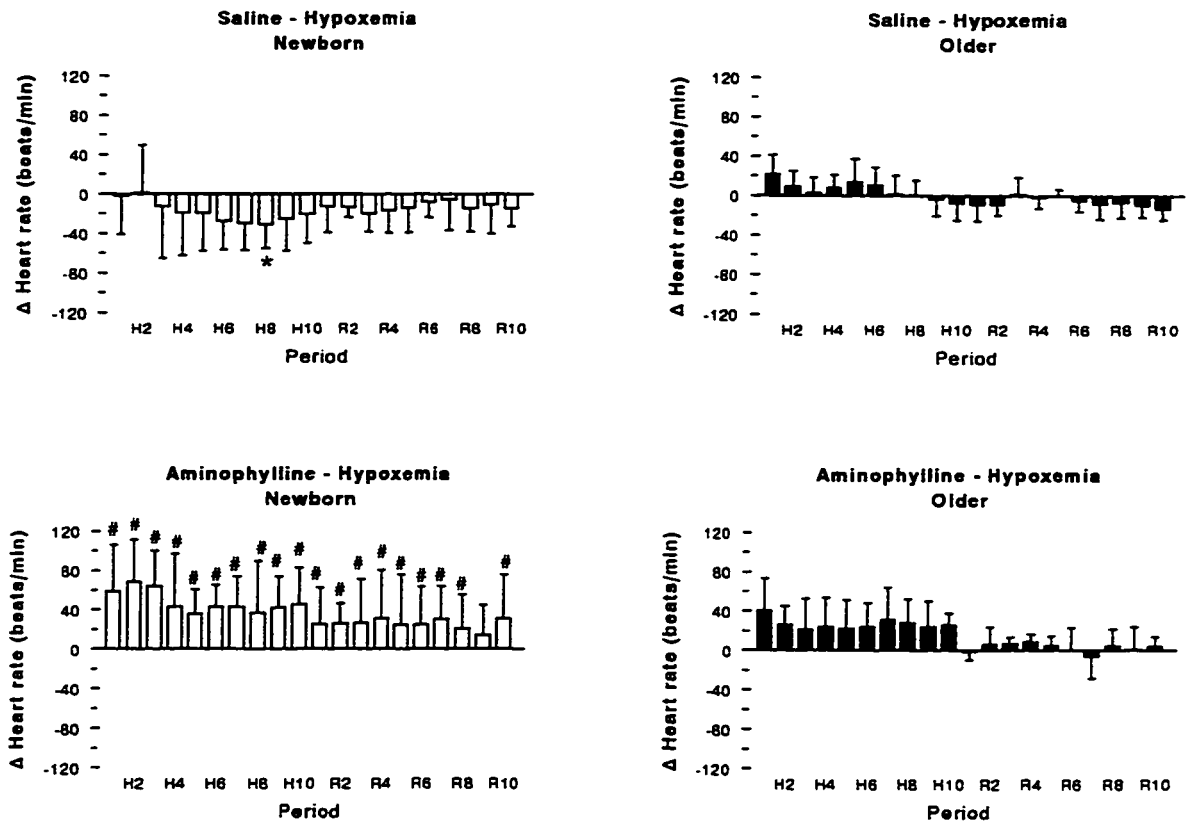 Saline - Hypoxemia
Newborn
Δ Heart rate (beats/min)
120
80
40
0
-40
-80
-120
*
H2 H4 H6 H8 H10 R2 R4 R6 R8 R10
Period
Saline - Hypoxemia
Older
Δ Heart rate (beats/min)
120
80
40
0
-40
-80
-120
H2 H4 H6 H8 H10 R2 R4 R6 R8 R10
Period
Aminophylline - Hypoxemia
Newborn
Δ Heart rate (beats/min)
120
80
40
0
-40
-80
-120
# # # # # # # # # # # # # # # # # # #
H2 H4 H6 H8 H10 R2 R4 R6 R8 R10
Period
Aminophylline - Hypoxemia
Older
Δ Heart rate (beats/min)
120
80
40
0
-40
-80
-120
H2 H4 H6 H8 H10 R2 R4 R6 R8 R10
Period